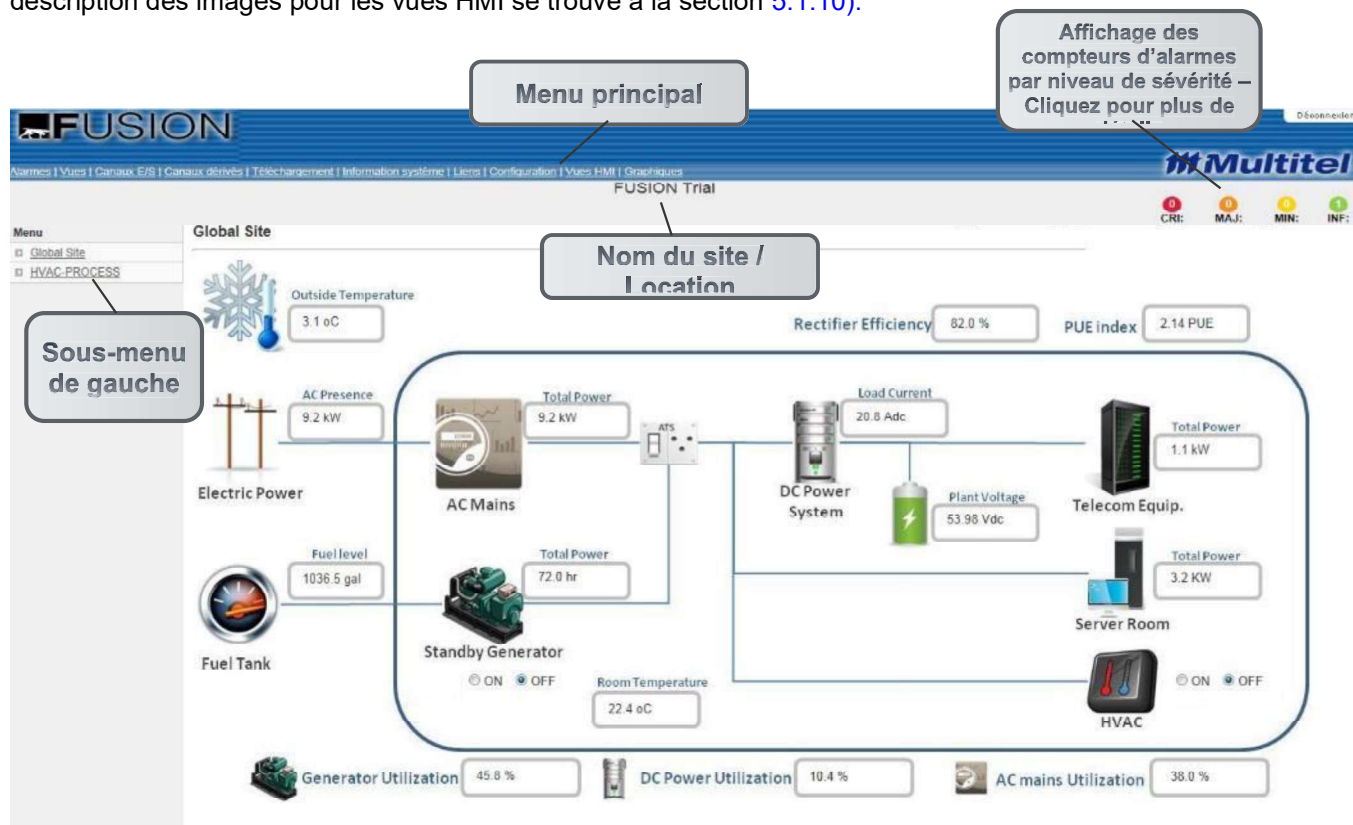 description des images pour les vues HMI se trouve à la section 5.1.10).
Affichage des
compteurs d'alarmes
par niveau de sévérité –
Cliquez pour plus de
Menu principal
FUSION
Déconnexion
Multitel
Alarmes | Vues | Canaux E/S | Canaux dérivés | Téléchargement | Information système | Liens | Configuration | Vues HMI | Graphiques
FUSION Trial
0 0 0 1
CRI: MAJ: MIN: INF:
Menu
Global Site
HVAC-PROCESS
Sous-menu
de gauche
Global Site
Nom du site /
Location
Outside Temperature
3.1 oC
Rectifier Efficiency 82.0 %
PUE index 2.14 PUE
AC Presence
9.2 kW
Electric Power
Total Power
9.2 kW
AC Mains
ATS
Load Current
20.8 Adc
DC Power
System
Plant Voltage
53.98 Vdc
Total Power
1.1 kW
Telecom Equip.
Fuel level
1036.5 gal
Fuel Tank
Total Power
72.0 hr
Standby Generator
ON OFF
Total Power
3.2 KW
Server Room
Room Temperature
22.4 oC
ON OFF
HVAC
Generator Utilization 45.8 %
DC Power Utilization 10.4 %
AC mains Utilization 38.0 %